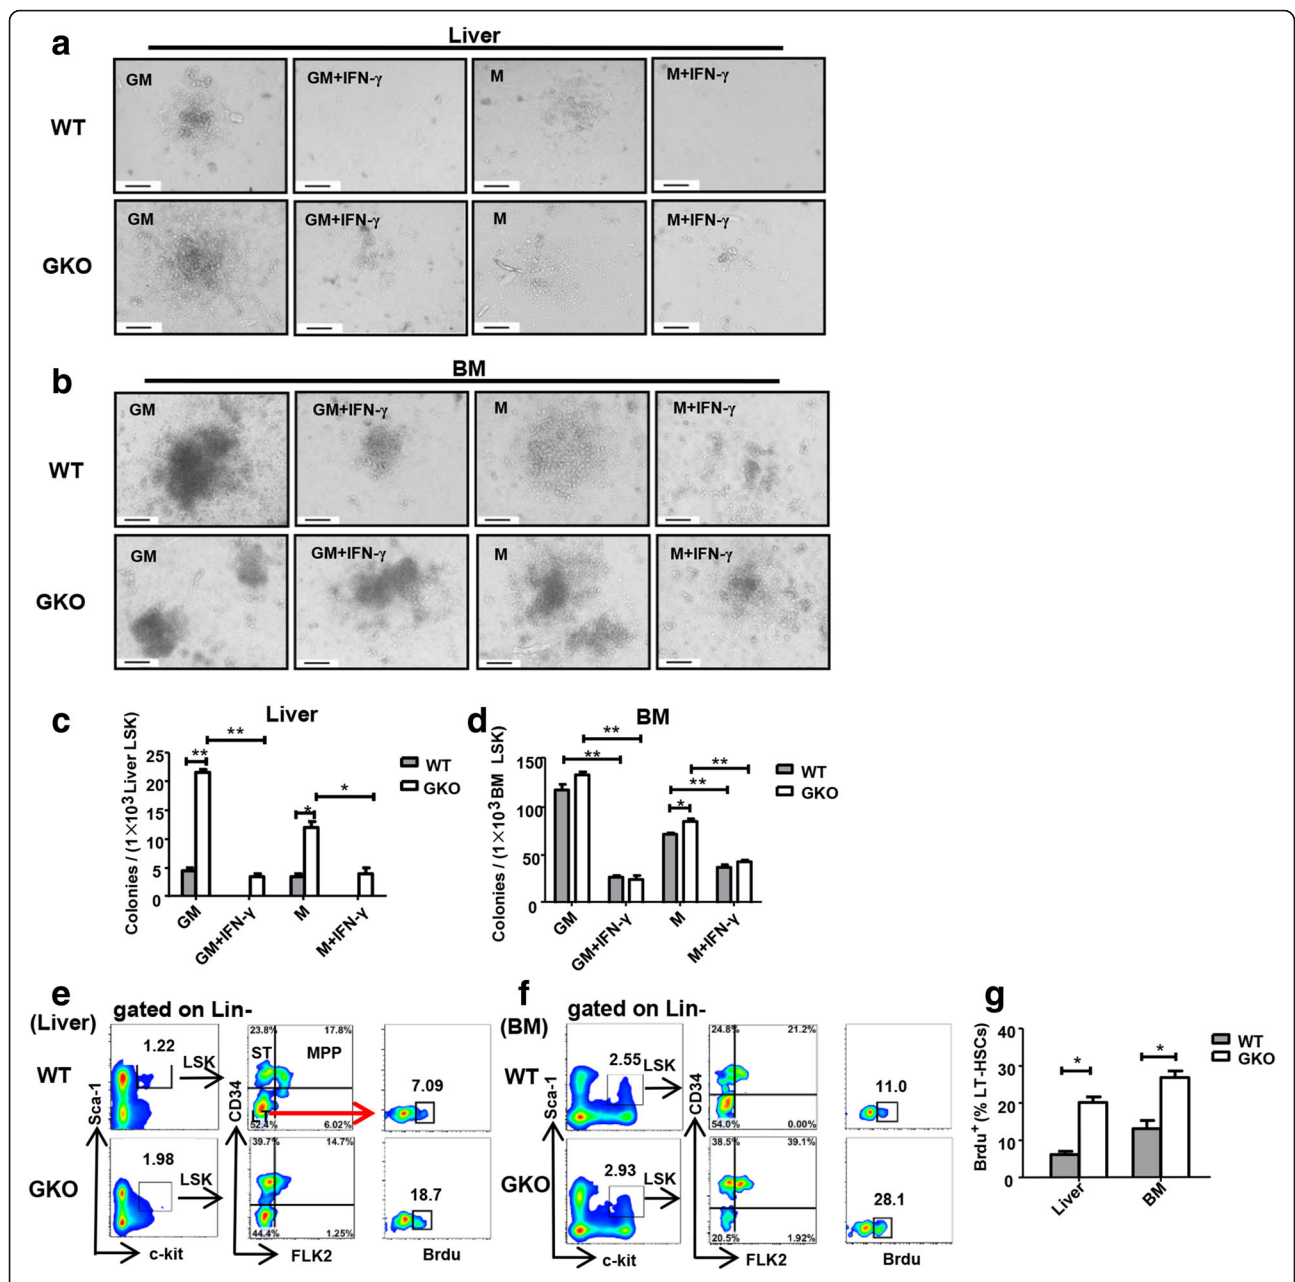 a
Liver
GM GM+IFN-γ M M+IFN-γ
WT
GM GM+IFN-γ M M+IFN-γ
GKO
b
BM
GM GM+IFN-γ M M+IFN-γ
WT
GM GM+IFN-γ M M+IFN-γ
GKO
c
Liver
Colonies / (1×10³ Liver LSK)
25
20
15
10
5
0
**
**
*
*
WT
GKO
GM GM+IFN-γ M M+IFN-γ
d
BM
Colonies / (1×10³ BM LSK)
150
100
50
0
**
**
**
**
*
WT
GKO
GM GM+IFN-γ M M+IFN-γ
e
gated on Lin-
(Liver)
WT
Sca-1
1.22
LSK
CD34
23.8% 17.8%
ST MPP
52.4% 6.02%
7.09
GKO
1.98
LSK
39.7% 14.7%
44.4% 1.25%
18.7
c-kit FLK2 Brdu
f
gated on Lin-
(BM)
WT
Sca-1
2.55
LSK
CD34
24.8% 21.2%
54.0% 0.00%
11.0
GKO
2.93
LSK
38.5% 39.1%
20.5% 1.92%
28.1
c-kit FLK2 Brdu
g
Brdu⁺ (% LT-HSCs)
40
30
20
10
0
*
*
WT
GKO
Liver BM